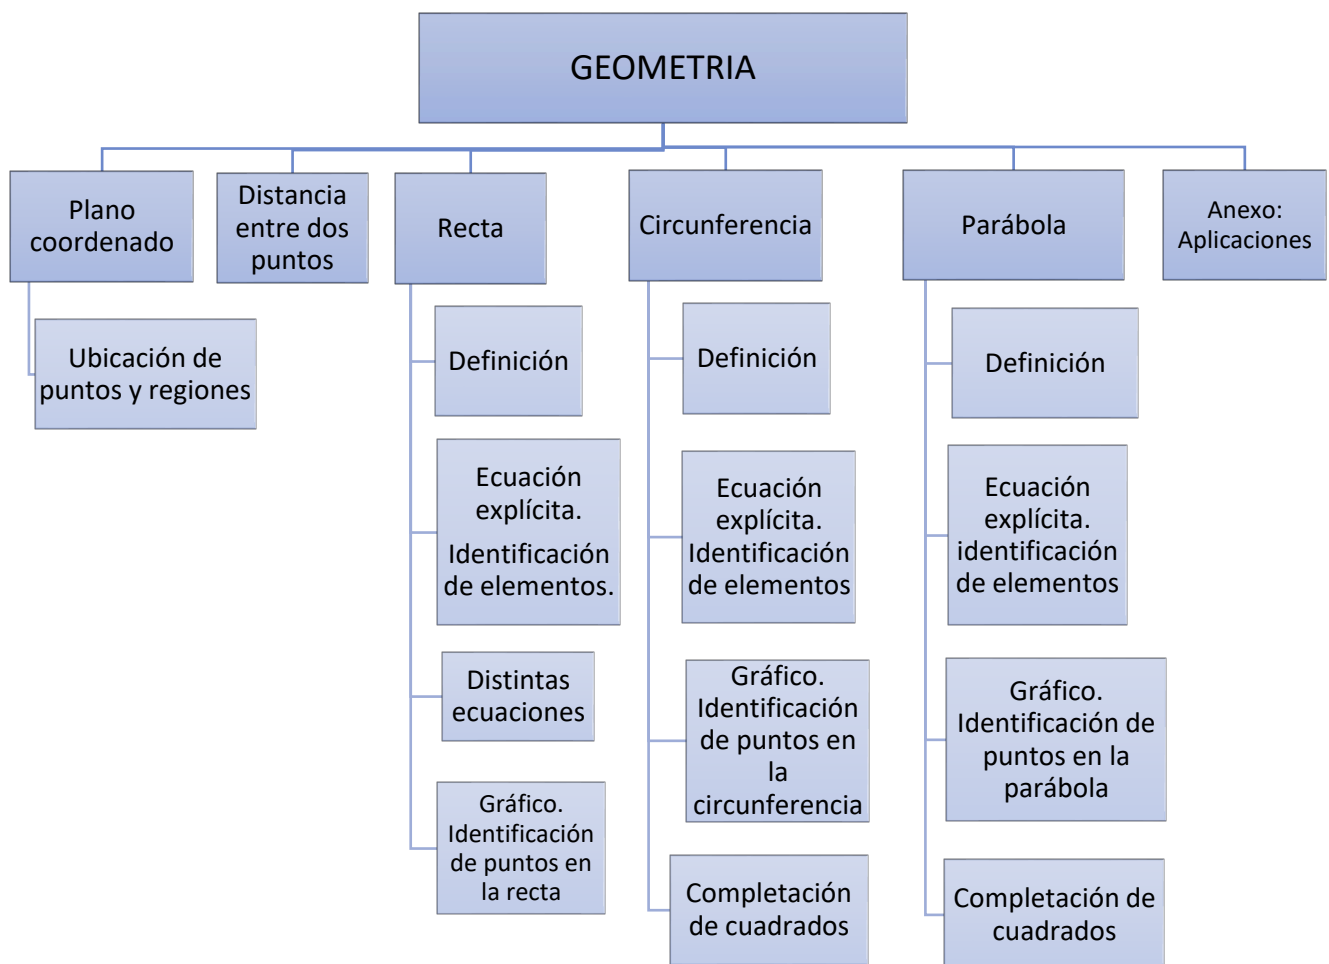 GEOMETRIA
Plano
coordenado
Distancia
entre dos
puntos
Recta
Circunferencia
Parábola
Anexo:
Aplicaciones
Ubicación de
puntos y regiones
Definición
Ecuación
explícita.
Identificación
de elementos.
Distintas
ecuaciones
Gráfico.
Identificación
de puntos en
la recta
Definición
Ecuación
explícita.
Identificación
de elementos
Gráfico.
Identificación
de puntos en
la
circunferencia
Completación
de cuadrados
Definición
Ecuación
explícita.
identificación
de elementos
Gráfico.
Identificación de
puntos en la
parábola
Completación de
cuadrados